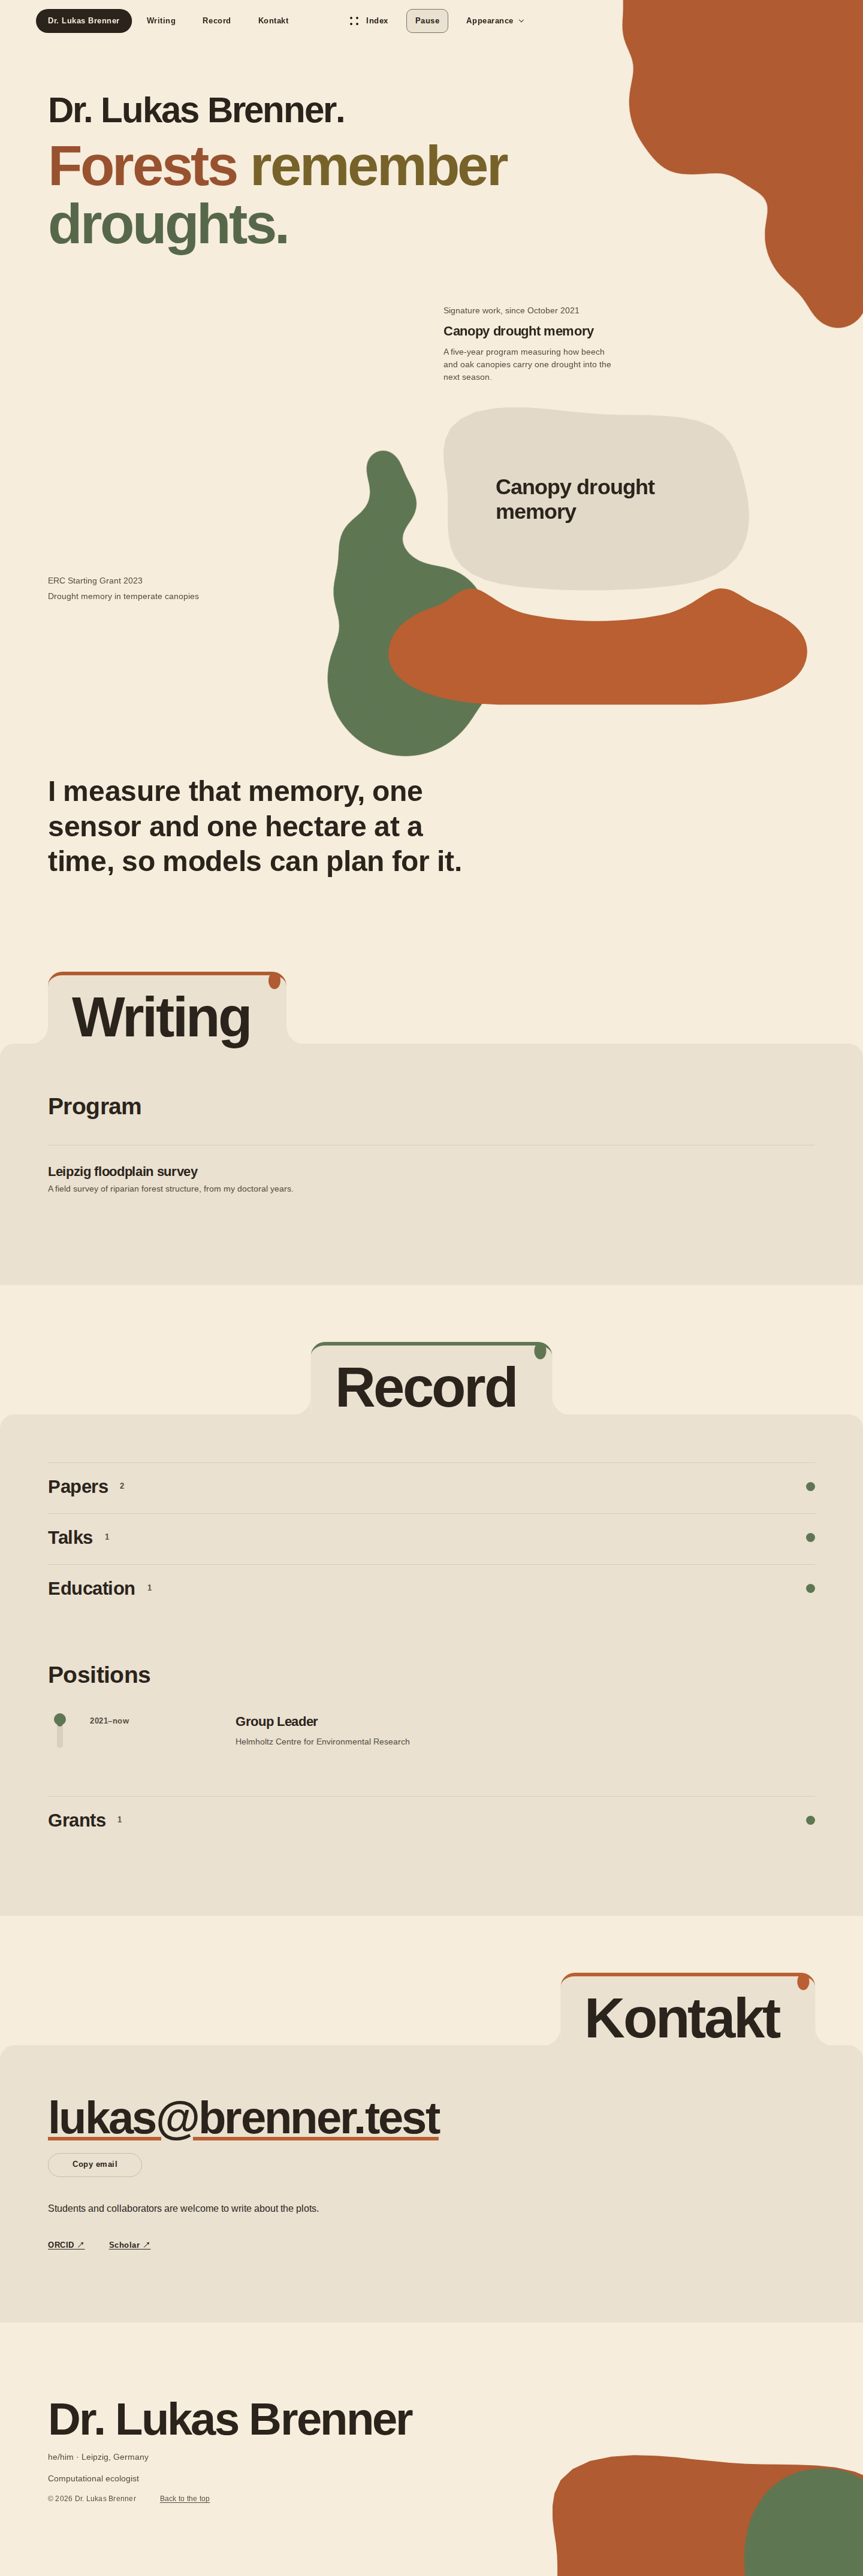 Dr. Lukas Brenner
Writing
Record
Kontakt
Index
Pause
Appearance
Dr. Lukas Brenner.
Forests remember
droughts.
Signature work, since October 2021
Canopy drought memory
A five-year program measuring how beech
and oak canopies carry one drought into the
next season.
Canopy drought
memory
ERC Starting Grant 2023
Drought memory in temperate canopies
I measure that memory, one
sensor and one hectare at a
time, so models can plan for it.
Writing
Program
Leipzig floodplain survey
A field survey of riparian forest structure, from my doctoral years.
Record
Papers 2
Talks 1
Education 1
Positions
2021–now
Group Leader
Helmholtz Centre for Environmental Research
Grants 1
Kontakt
lukas@brenner.test
Copy email
Students and collaborators are welcome to write about the plots.
ORCID ↗
Scholar ↗
Dr. Lukas Brenner
he/him · Leipzig, Germany
Computational ecologist
© 2026 Dr. Lukas Brenner
Back to the top